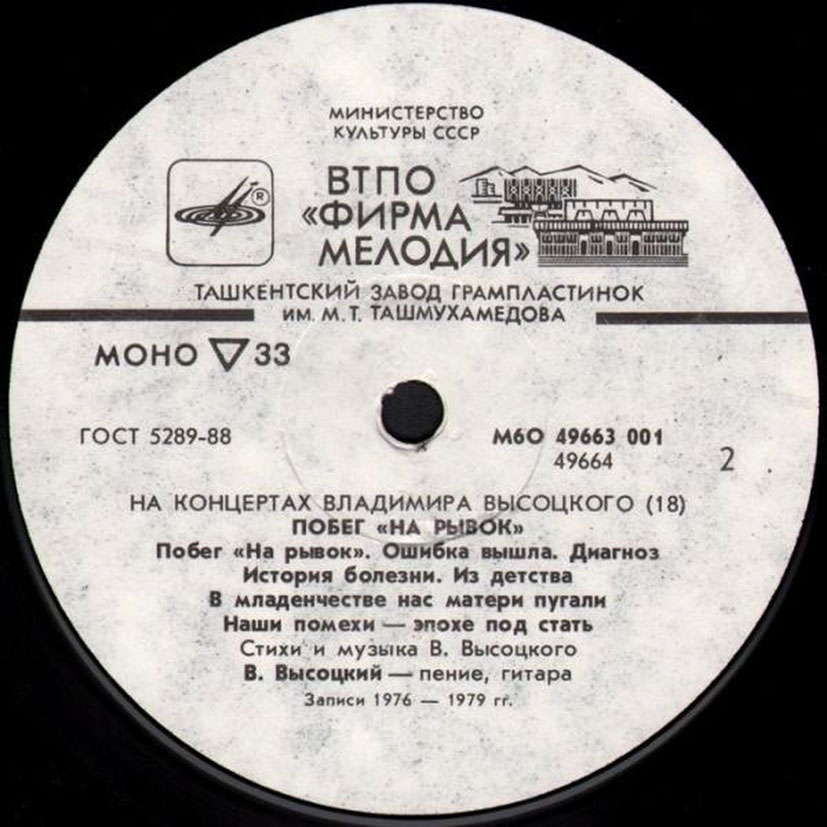 МИНИСТЕРСТВО
КУЛЬТУРЫ СССР
ВТПО
«ФИРМА
МЕЛОДИЯ»
®
ТАШКЕНТСКИЙ ЗАВОД ГРАМПЛАСТИНОК
ИМ. М. Т. ТАШМУХАМЕДОВА
МОНО 33
ГОСТ 5289-88
М60 49663 001
49664
2
НА КОНЦЕРТАХ ВЛАДИМИРА ВЫСОЦКОГО (18)
ПОБЕГ «НА РЫВОК»
Побег «На рывок». Ошибка вышла. Диагноз
История болезни. Из детства
В младенчестве нас матери пугали
Наши помехи — эпохе под стать
Стихи и музыка В. Высоцкого
В. Высоцкий — пение, гитара
Записи 1976 — 1979 гг.